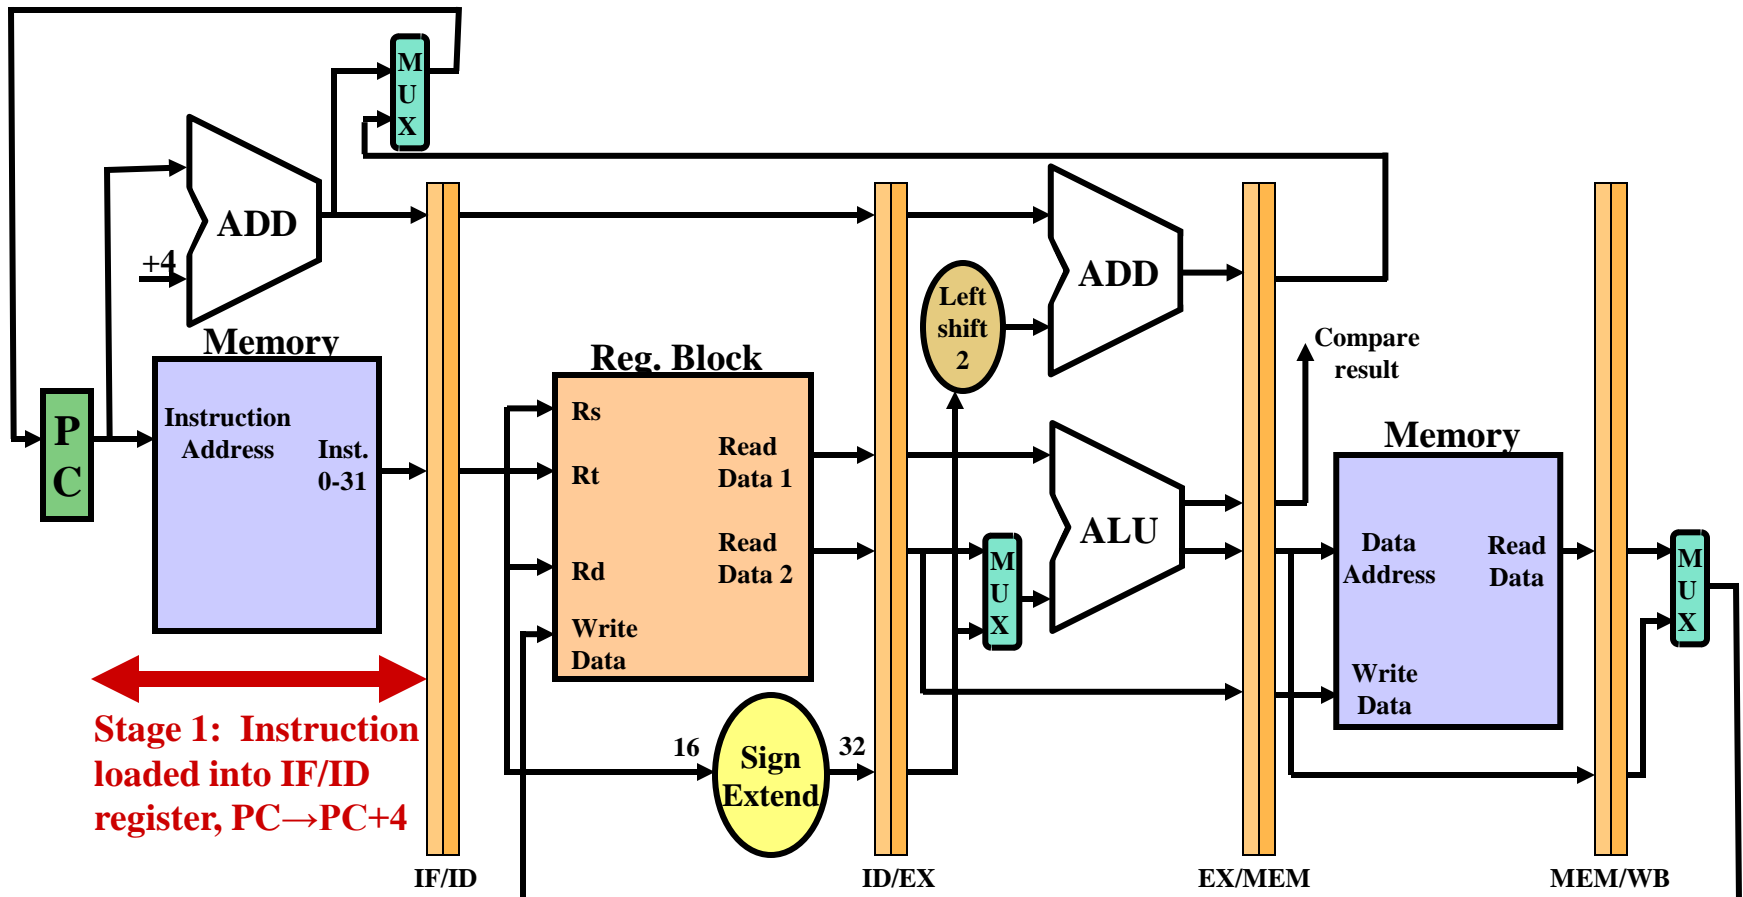 M
U
X
ADD
+4
ADD
Left
shift
2
Memory
Reg. Block
Compare
result
P
C
Instruction
Address
Inst.
0-31
Rs
Rt
Rd
Write
Data
Read
Data 1
Read
Data 2
M
U
X
ALU
Memory
Data
Address
Read
Data
Write
Data
M
U
X
Stage 1: Instruction
loaded into IF/ID
register, PC→PC+4
16
Sign
Extend
32
IF/ID
ID/EX
EX/MEM
MEM/WB